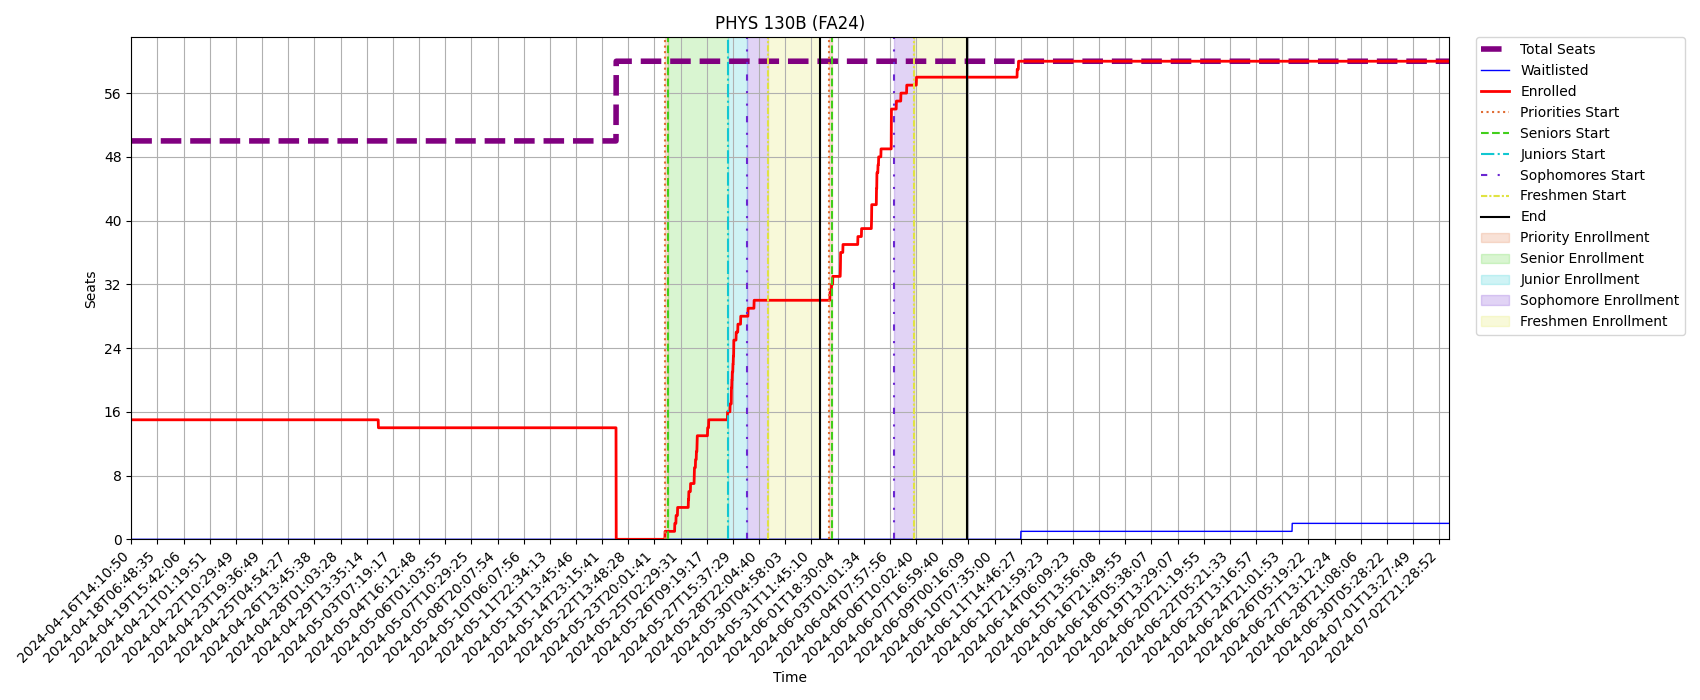 PHYS 130B (FA24)
Total Seats
Waitlisted
Enrolled
Priorities Start
Seniors Start
Juniors Start
Sophomores Start
Freshmen Start
End
Priority Enrollment
Senior Enrollment
Junior Enrollment
Sophomore Enrollment
Freshmen Enrollment
Seats
56
48
40
32
24
16
8
0
2024-04-16T14:10:50
2024-04-18T06:48:35
2024-04-19T15:42:06
2024-04-21T01:19:51
2024-04-22T10:29:49
2024-04-23T19:36:49
2024-04-25T04:54:27
2024-04-26T13:45:38
2024-04-28T01:03:28
2024-04-29T13:35:14
2024-05-03T07:19:17
2024-05-04T16:12:48
2024-05-06T01:03:55
2024-05-07T10:29:25
2024-05-08T20:07:54
2024-05-10T06:07:56
2024-05-11T22:34:13
2024-05-13T13:45:46
2024-05-14T23:15:41
2024-05-22T13:48:28
2024-05-23T20:01:41
2024-05-25T02:29:31
2024-05-26T09:19:17
2024-05-27T15:37:29
2024-05-28T22:04:40
2024-05-30T04:58:03
2024-05-31T11:45:10
2024-06-01T18:30:04
2024-06-03T01:01:34
2024-06-04T07:57:56
2024-06-06T01:02:40
2024-06-07T16:59:40
2024-06-09T00:16:09
2024-06-10T07:35:00
2024-06-11T14:46:27
2024-06-12T21:59:23
2024-06-14T06:09:23
2024-06-15T13:56:08
2024-06-16T21:49:55
2024-06-18T05:38:07
2024-06-19T13:29:07
2024-06-20T21:19:55
2024-06-22T05:21:33
2024-06-23T13:16:57
2024-06-24T21:01:53
2024-06-26T05:19:22
2024-06-27T13:12:24
2024-06-28T21:08:06
2024-06-30T05:28:22
2024-07-01T13:27:49
2024-07-02T21:28:52
Time